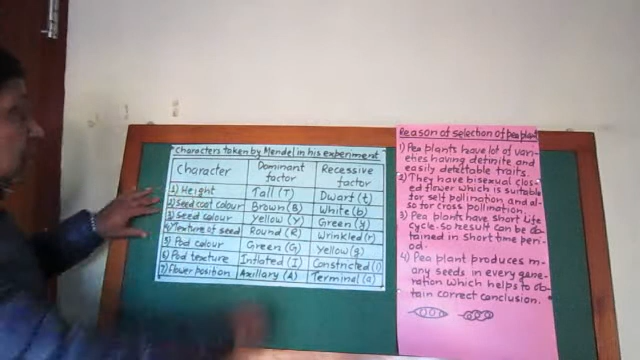 Characters taken by Mendel in his experiment
Character Dominant factor Recessive factor
1) Height Tall (T) Dwarf (t)
2) Seed coat colour Brown (B) White (b)
3) Seed colour Yellow (Y) Green (y)
4) Texture of seed Round (R) Wrinkled (r)
5) Pod colour Green (G) Yellow (g)
6) Pod texture Inflated (I) Constricted (i)
7) Flower position Axillary (A) Terminal (a)
Reason of selection of pea plant
1) Pea plants have lot of vari-
eties having definite and
easily detectable traits.
2) They have bisexual clos-
ed flower which is suitable
for self pollination and al-
so for cross pollination.
3) Pea plants have short life
cycle. so result can be ob-
tained in short time peri-
od.
4) Pea plant produces m-
any seeds in every gene-
ration which helps to ob-
tain correct conclusion.